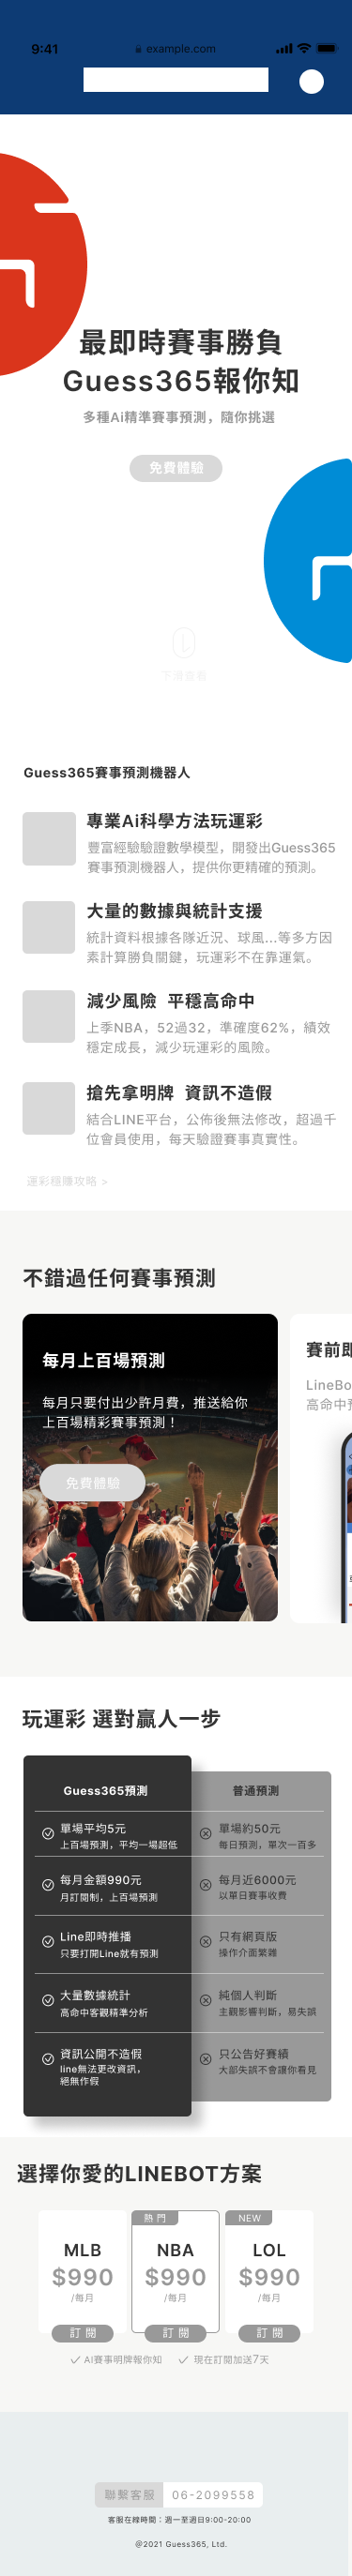 9:41
example.com
最即時賽事勝負
Guess365報你知
多種Ai精準賽事預測，隨你挑選
免費體驗
下滑查看
Guess365賽事預測機器人
專業Ai科學方法玩運彩
豐富經驗驗證數學模型，開發出Guess365
賽事預測機器人，提供你更精確的預測。
大量的數據與統計支援
統計資料根據各隊近況、球風...等多方因
素計算勝負關鍵，玩運彩不在靠運氣。
減少風險 平穩高命中
上季NBA，52過32，準確度62%，績效
穩定成長，減少玩運彩的風險。
搶先拿明牌 資訊不造假
結合LINE平台，公佈後無法修改，超過千
位會員使用，每天驗證賽事真實性。
運彩穩賺攻略 >
不錯過任何賽事預測
每月上百場預測
每月只要付出少許月費，推送給你
上百場精彩賽事預測！
免費體驗
賽前即
LineBo
高命中預
玩運彩 選對贏人一步
Guess365預測
普通預測
單場平均5元
上百場預測，平均一場超低
單場約50元
每日預測，單次一百多
每月金額990元
月訂閱制，上百場預測
每月近6000元
以單日賽事收費
Line即時推播
只要打開Line就有預測
只有網頁版
操作介面繁雜
大量數據統計
高命中客觀精準分析
純個人判斷
主觀影響判斷，易失誤
資訊公開不造假
line無法更改資訊，
絕無作假
只公告好賽績
大部失誤不會讓你看見
選擇你愛的LINEBOT方案
MLB
$990
/每月
訂 閱
熱 門
NBA
$990
/每月
訂 閱
NEW
LOL
$990
/每月
訂 閱
AI賽事明牌報你知
現在訂閱加送7天
聯繫客服
06-2099558
客服在線時間：週一至週日9:00-20:00
@2021 Guess365, Ltd.